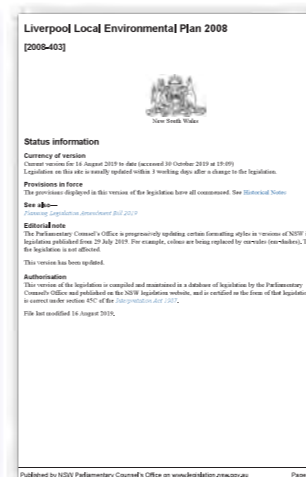 Liverpool Local Environmental Plan 2008
[2008-403]
New South Wales
Status information
Currency of version
Current version for 16 August 2019 to date (accessed 30 October 2019 at 19:09)
Legislation on this site is usually updated within 3 working days after a change to the legislation.
Provisions in force
The provisions displayed in this version of the legislation have all commenced. See Historical Notes
See also—
Planning Legislation Amendment Bill 2019
Editorial note
The Parliamentary Counsel's Office is progressively updating certain formatting styles in versions of NSW
legislation published from 29 July 2019. For example, colons are being replaced by em-rules (em-dashes).
the legislation is not affected.
This version has been updated.
Authorisation
This version of the legislation is compiled and maintained in a database of legislation by the Parliamentary
Counsel's Office and published on the NSW legislation website, and is certified as the form of that
is correct under section 45C of the Interpretation Act 1987.
File last modified 16 August 2019.
Published by NSW Parliamentary Counsel's Office on www.legislation.nsw.gov.au Page